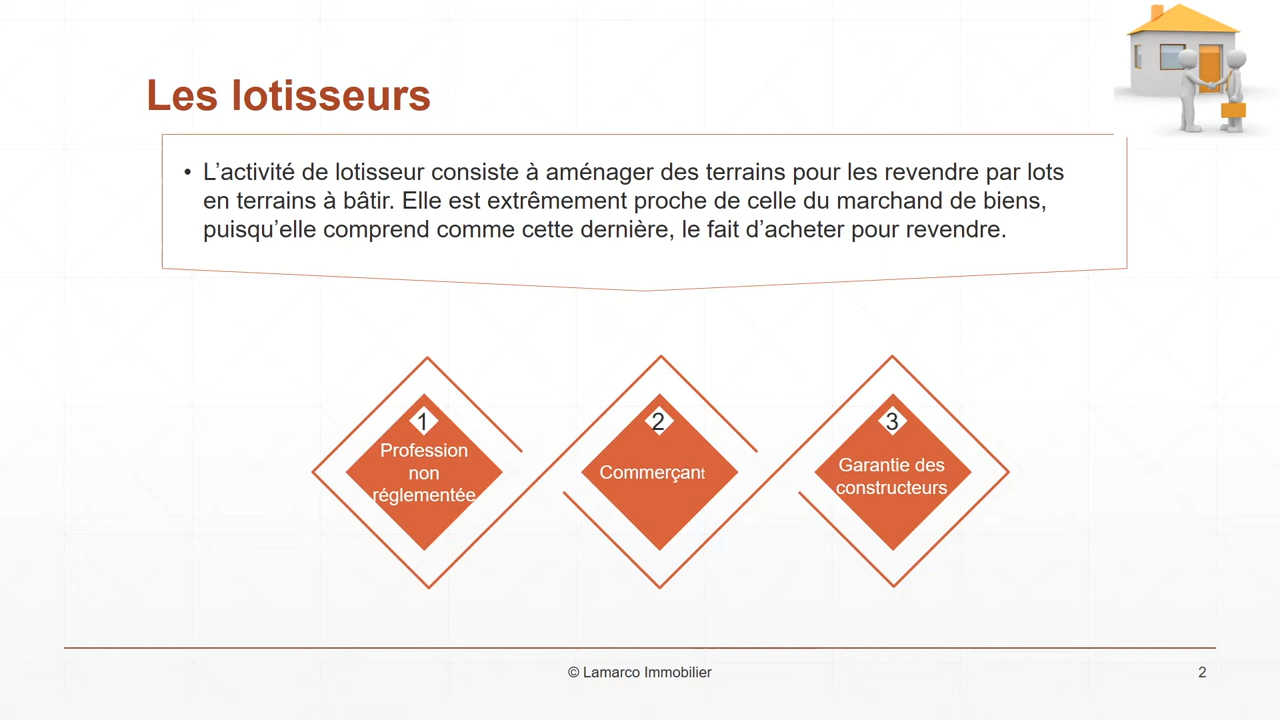 Les lotisseurs
• L’activité de lotisseur consiste à aménager des terrains pour les revendre par lots
en terrains à bâtir. Elle est extrêmement proche de celle du marchand de biens,
puisqu’elle comprend comme cette dernière, le fait d’acheter pour revendre.
1
Profession
non
réglementée
2
Commerçant
3
Garantie des
constructeurs
© Lamarco Immobilier
2